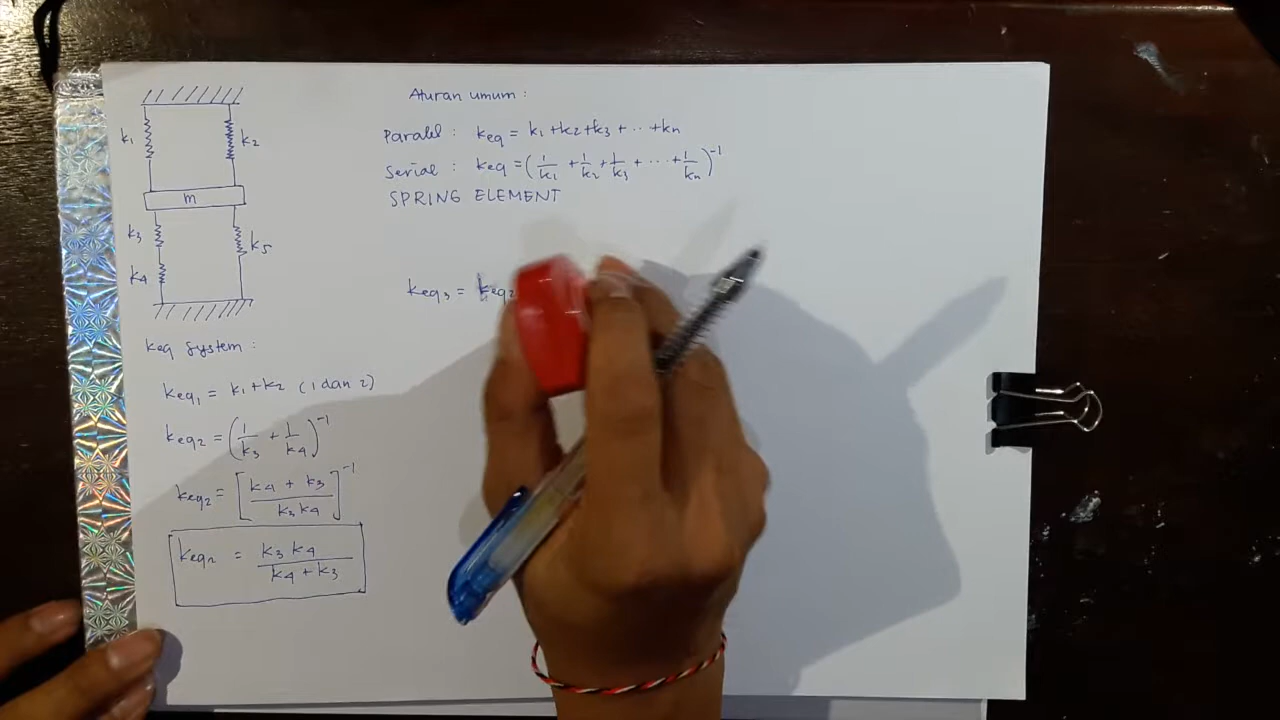 k₁
k₂
m
k₃
k₅
k₄
Aturan umum :
Paralel : keq = k₁ + k₂ + k₃ + ... + kn
Serial : keq = (1/k₁ + 1/k₂ + 1/k₃ + ... + 1/kn)⁻¹
SPRING ELEMENT
keq₃ = keq₂
keq system :
keq₁ = k₁ + k₂ (1 dan 2)
keq₂ = (1/k₃ + 1/k₄)⁻¹
keq₂ = [k₄ + k₃ / k₃ k₄]⁻¹
keq₂ = k₃ k₄ / k₄ + k₃